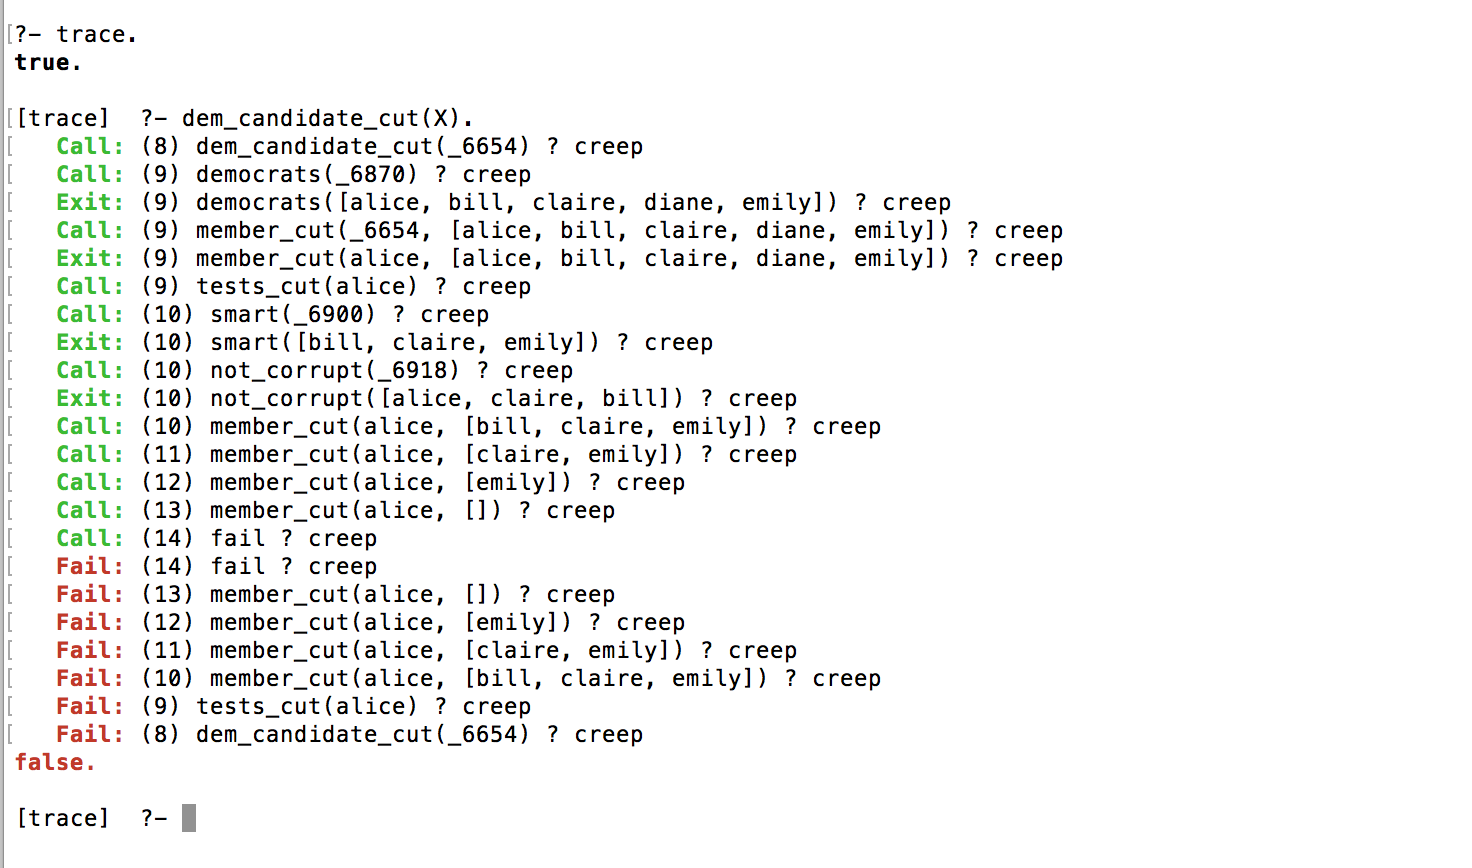 [?- trace.
true.
[[trace]  ?- dem_candidate_cut(X).
[   Call: (8) dem_candidate_cut(_6654) ? creep
[   Call: (9) democrats(_6870) ? creep
[   Exit: (9) democrats([alice, bill, claire, diane, emily]) ? creep
[   Call: (9) member_cut(_6654, [alice, bill, claire, diane, emily]) ? creep
[   Exit: (9) member_cut(alice, [alice, bill, claire, diane, emily]) ? creep
[   Call: (9) tests_cut(alice) ? creep
[   Call: (10) smart(_6900) ? creep
[   Exit: (10) smart([bill, claire, emily]) ? creep
[   Call: (10) not_corrupt(_6918) ? creep
[   Exit: (10) not_corrupt([alice, claire, bill]) ? creep
[   Call: (10) member_cut(alice, [bill, claire, emily]) ? creep
[   Call: (11) member_cut(alice, [claire, emily]) ? creep
[   Call: (12) member_cut(alice, [emily]) ? creep
[   Call: (13) member_cut(alice, []) ? creep
[   Call: (14) fail ? creep
[   Fail: (14) fail ? creep
[   Fail: (13) member_cut(alice, []) ? creep
[   Fail: (12) member_cut(alice, [emily]) ? creep
[   Fail: (11) member_cut(alice, [claire, emily]) ? creep
[   Fail: (10) member_cut(alice, [bill, claire, emily]) ? creep
[   Fail: (9) tests_cut(alice) ? creep
[   Fail: (8) dem_candidate_cut(_6654) ? creep
false.
[trace]  ?-